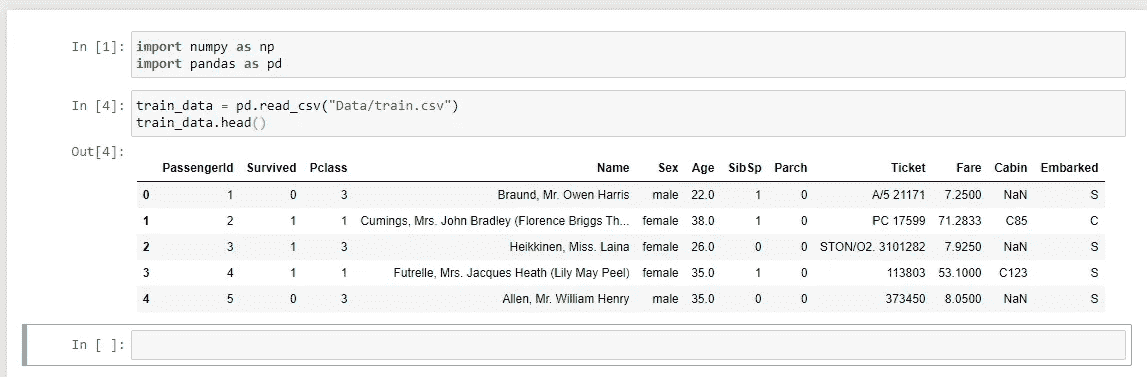 In [1]: import numpy as np
import pandas as pd
In [4]: train_data = pd.read_csv("Data/train.csv")
train_data.head()
Out[4]:
PassengerId Survived Pclass Name Sex Age SibSp Parch Ticket Fare Cabin Embarked
0 1 0 3 Braund, Mr. Owen Harris male 22.0 1 0 A/5 21171 7.2500 NaN S
1 2 1 1 Cumings, Mrs. John Bradley (Florence Briggs Th... female 38.0 1 0 PC 17599 71.2833 C85 C
2 3 1 3 Heikkinen, Miss. Laina female 26.0 0 0 STON/O2. 3101282 7.9250 NaN S
3 4 1 1 Futrelle, Mrs. Jacques Heath (Lily May Peel) female 35.0 1 0 113803 53.1000 C123 S
4 5 0 3 Allen, Mr. William Henry male 35.0 0 0 373450 8.0500 NaN S
In [ ]: